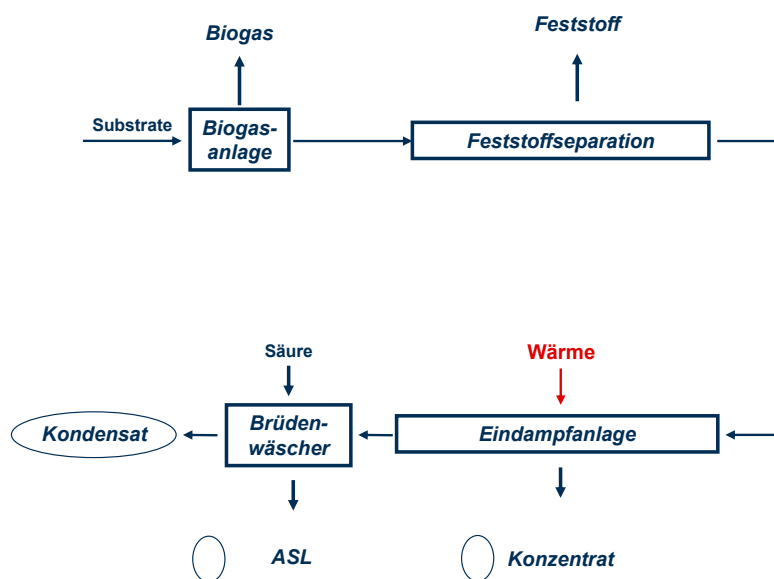 Biogas
Feststoff
Substrate
Biogas-
anlage
Feststoffseparation
Säure
Wärme
Kondensat
Brüden-
wäscher
Eindampfanlage
ASL
Konzentrat